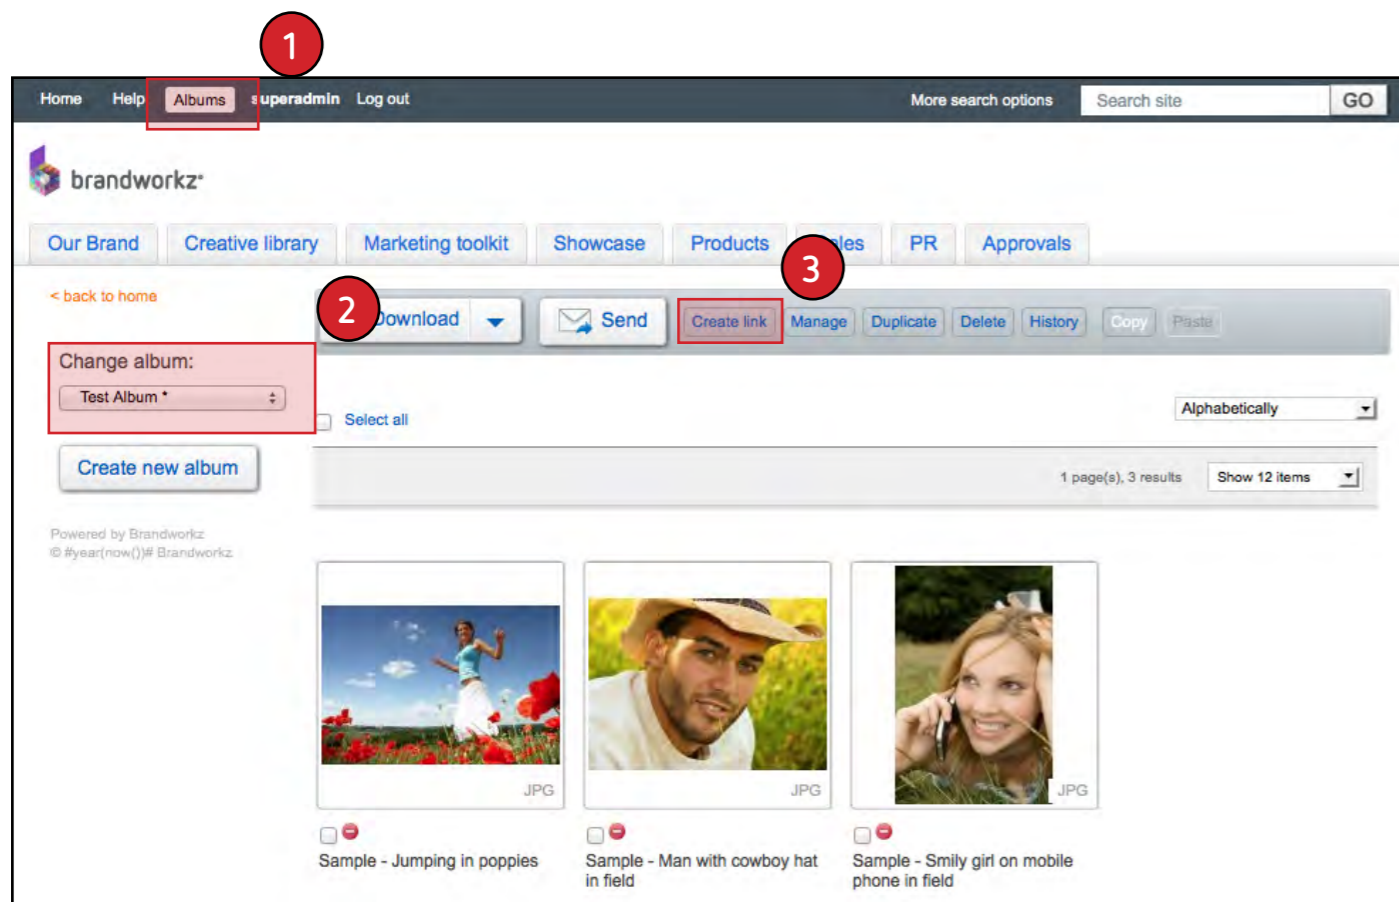 1
Home Help Albums superadmin Log out More search options Search site GO
brandworkz
Our Brand Creative library Marketing toolkit Showcase Products PR Approvals
3
< back to home
2
Download Send Create link Manage Duplicate Delete History Copy Paste
Change album:
Test Album *
Select all Alphabetically
Create new album
1 page(s), 3 results Show 12 items
Powered by Brandworkz
© #year(now())# Brandworkz
JPG JPG JPG
Sample - Jumping in poppies
Sample - Man with cowboy hat
in field
Sample - Smily girl on mobile
phone in field